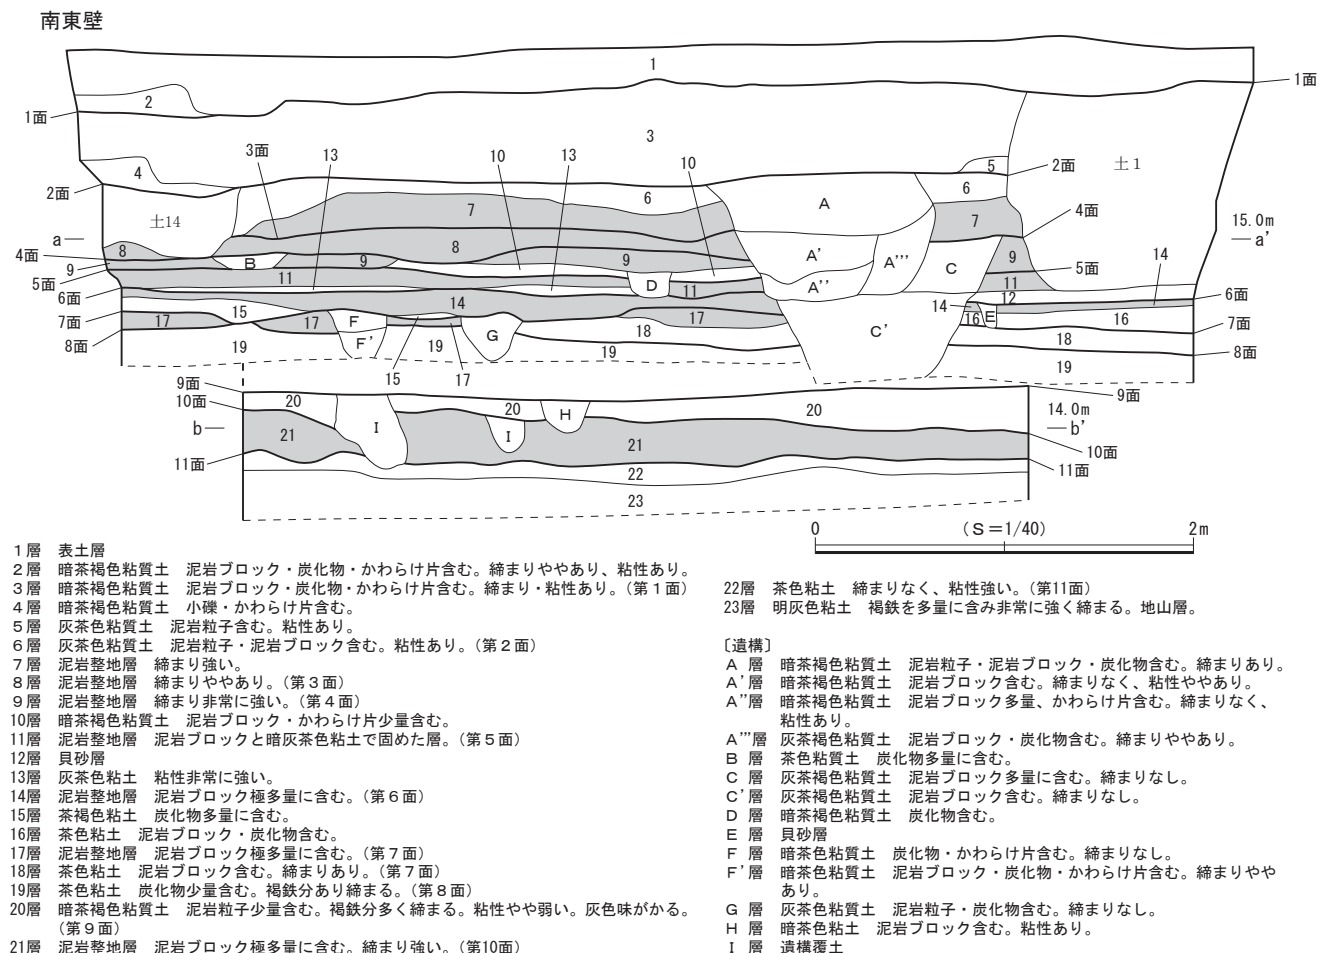 南東壁
1
1面
2
1面
3
3面
13
10
13
10
4
5
2面
土1
2面
6
6
土14
7
A
7
4面
15.0m
a
a'
8
8
9
9
A'
A'''
C
9
14
4面
B
5面
9
11
D
11
A''
11
5面
12
6面
6面
14
14
E
16
16
7面
15
17
17
F
17
18
C'
18
7面
8面
19
F'
19
G
19
19
8面
15
17
9面
9面
10面
20
20
H
20
14.0m
b
b'
21
I
I
21
10面
11面
22
11面
23
0
(S=1/40)
2m
1層 表土層
2層 暗茶褐色粘質土 泥岩ブロック・炭化物・かわらけ片含む。締まりややあり、粘性あり。
3層 暗茶褐色粘質土 泥岩ブロック・炭化物・かわらけ片含む。締まり・粘性あり。(第1面)
4層 暗茶褐色粘質土 小礫・かわらけ片含む。
5層 灰茶色粘質土 泥岩粒子含む。粘性あり。
6層 灰茶色粘質土 泥岩粒子・泥岩ブロック含む。粘性あり。(第2面)
7層 泥岩整地層 締まり強い。
8層 泥岩整地層 締まりややあり。(第3面)
9層 泥岩整地層 締まり非常に強い。(第4面)
10層 暗茶褐色粘質土 泥岩ブロック・かわらけ片少量含む。
11層 泥岩整地層 泥岩ブロックと暗灰茶色粘土で固めた層。(第5面)
12層 貝砂層
13層 灰茶色粘土 粘性非常に強い。
14層 泥岩整地層 泥岩ブロック極多量に含む。(第6面)
15層 茶褐色粘土 炭化物多量に含む。
16層 茶色粘土 泥岩ブロック・炭化物含む。
17層 泥岩整地層 泥岩ブロック極多量に含む。(第7面)
18層 茶色粘土 泥岩ブロック含む。締まりあり。(第7面)
19層 茶色粘土 炭化物少量含む。褐鉄分あり締まる。(第8面)
20層 暗茶褐色粘質土 泥岩粒子少量含む。褐鉄分多く締まる。粘性やや弱い。灰色味がかる。
(第9面)
21層 泥岩整地層 泥岩ブロック極多量に含む。締まり強い。(第10面)
22層 茶色粘土 締まりなく、粘性強い。(第11面)
23層 明灰色粘土 褐鉄を多量に含み非常に強く締まる。地山層。
〔遺構〕
A層 暗茶褐色粘質土 泥岩粒子・泥岩ブロック・炭化物含む。締まりあり。
A'層 暗茶褐色粘質土 泥岩ブロック含む。締まりなく、粘性ややあり。
A''層 暗茶褐色粘質土 泥岩ブロック多量、かわらけ片含む。締まりなく、
粘性あり。
A'''層 灰茶褐色粘質土 泥岩ブロック・炭化物含む。締まりややあり。
B層 茶色粘質土 炭化物多量に含む。
C層 灰茶褐色粘質土 泥岩ブロック多量に含む。締まりなし。
C'層 灰茶褐色粘質土 泥岩ブロック含む。締まりなし。
D層 暗茶褐色粘質土 炭化物含む。
E層 貝砂層
F層 暗茶色粘質土 炭化物・かわらけ片含む。締まりなし。
F'層 暗茶色粘質土 泥岩ブロック・炭化物・かわらけ片含む。締まりやや
あり。
G層 灰茶色粘質土 泥岩粒子・炭化物含む。締まりなし。
H層 暗茶色粘土 泥岩ブロック含む。粘性あり。
I層 遺構覆土